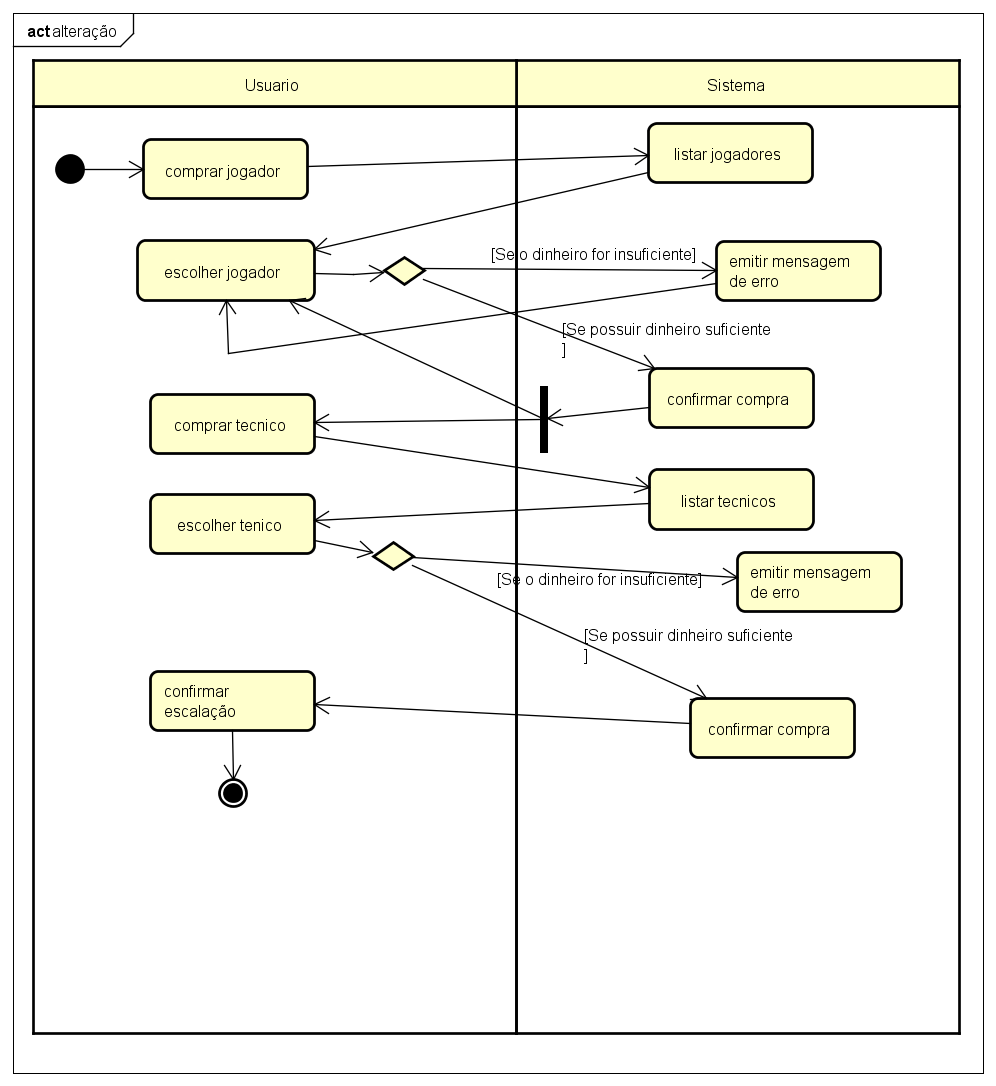 act alteração
Usuario
Sistema
comprar jogador
listar jogadores
escolher jogador
[Se o dinheiro for insuficiente]
emitir mensagem
de erro
[Se possuir dinheiro suficiente
]
confirmar compra
comprar tecnico
listar tecnicos
escolher tenico
[Se o dinheiro for insuficiente]
emitir mensagem
de erro
[Se possuir dinheiro suficiente
]
confirmar
escalação
confirmar compra